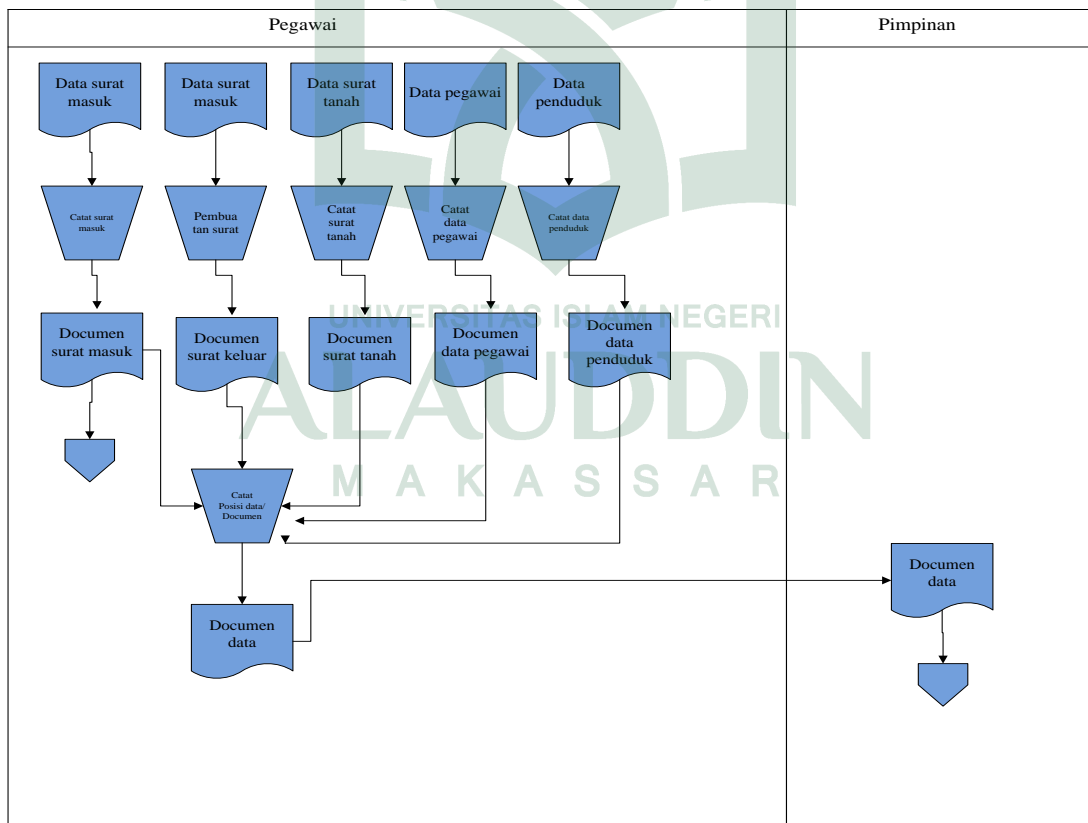 Pegawai
Pimpinan
Data surat
masuk
Data surat
masuk
Data surat
tanah
Data pegawai
Data
penduduk
Catat surat
masuk
Pembua
tan surat
Catat
surat
tanah
Catat
data
pegawai
Catat data
penduduk
UNIVERSITAS ISLAM NEGERI
Documen
surat masuk
Documen
surat keluar
Documen
surat tanah
Documen
data pegawai
Documen
data
penduduk
ALAUDDIN
MAKASSAR
Catat
Posisi data/
Documen
Documen
data
Documen
data